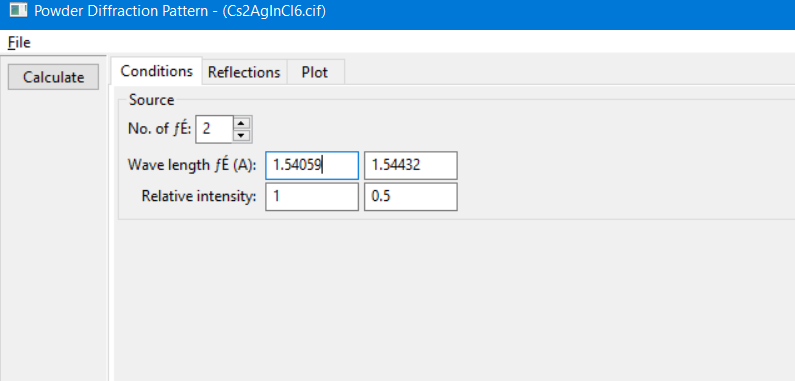 Powder Diffraction Pattern - (Cs2AgInCl6.cif)
File
Calculate
Conditions Reflections Plot
Source
No. of ƒÉ: 2
Wave length ƒÉ (A): 1.54059 1.54432
Relative intensity: 1 0.5